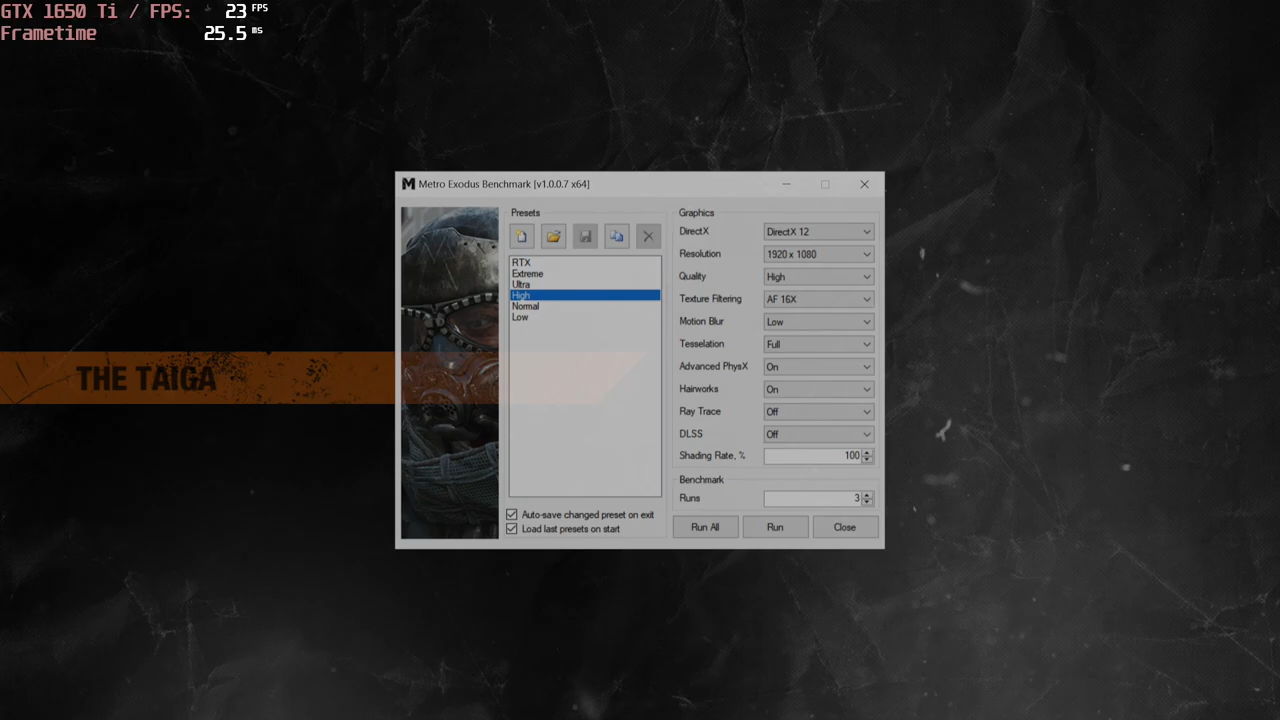 GTX 1650 Ti / FPS: 23 FPS
Frametime 25.5 ms
M Metro Exodus Benchmark [v1.0.0.7 x64]
Presets
RTX
Extreme
Ultra
High
Normal
Low
Auto-save changed preset on exit
Load last presets on start
Graphics
DirectX DirectX 12
Resolution 1920 x 1080
Quality High
Texture Filtering AF 16X
Motion Blur Low
Tesselation Full
Advanced PhysX On
Hairworks On
Ray Trace Off
DLSS Off
Shading Rate, % 100
Benchmark
Runs 3
Run All Run Close
THE TAIGA